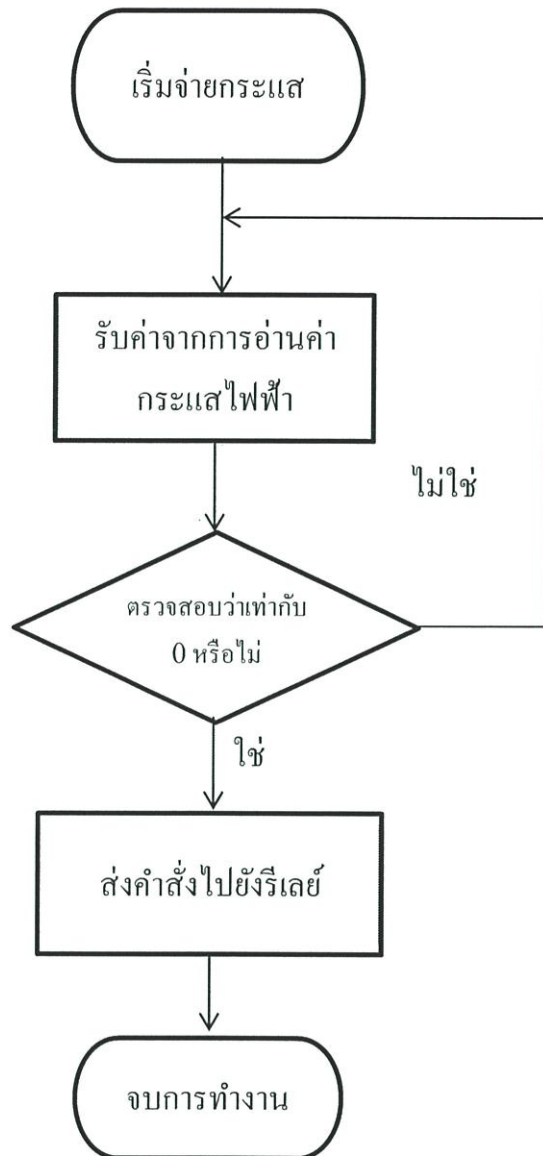 เริ่มจ่ายกระแส
รับค่าจากการอ่านค่า
กระแสไฟฟ้า
ไม่ใช่
ตรวจสอบว่าเท่ากับ
0 หรือไม่
ใช่
ส่งคำสั่งไปยังรีเลย์
จบการทำงาน